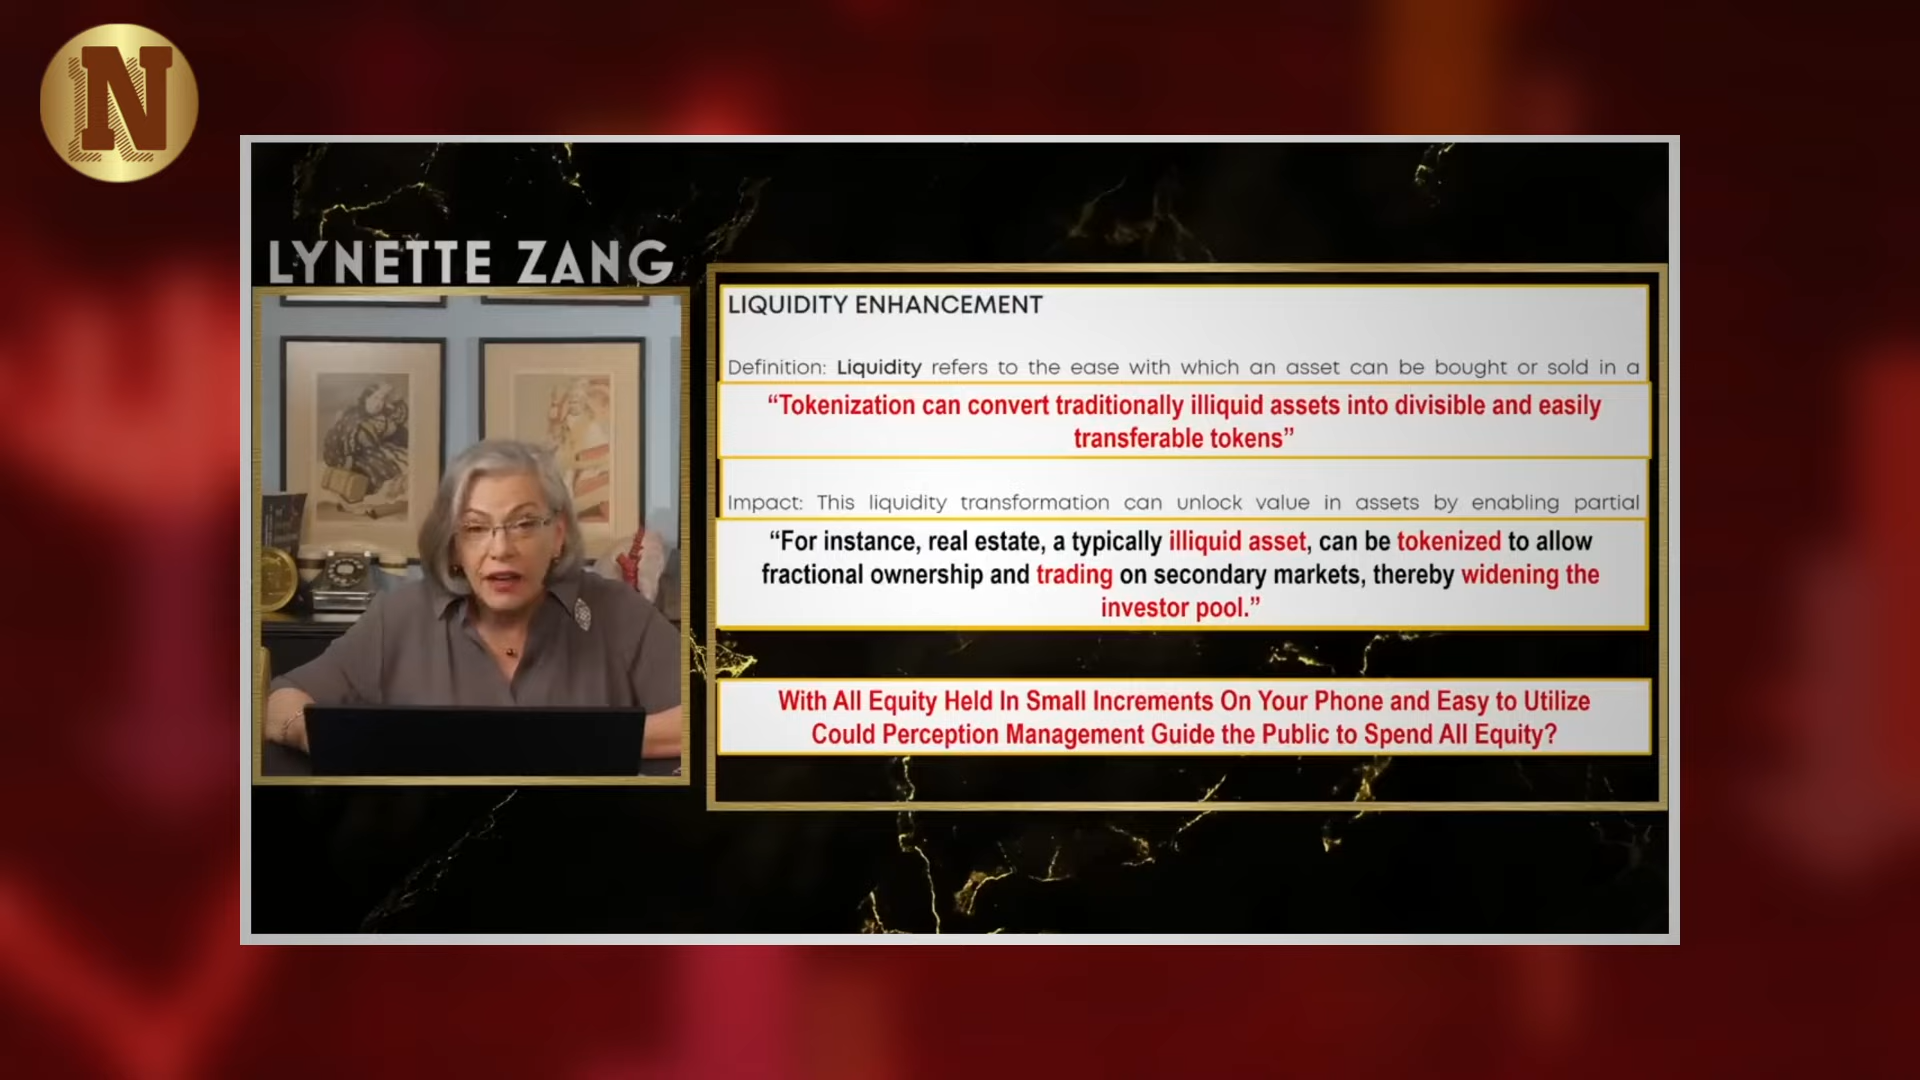 N
LYNETTE ZANG
LIQUIDITY ENHANCEMENT
Definition: Liquidity refers to the ease with which an asset can be bought or sold in a
“Tokenization can convert traditionally illiquid assets into divisible and easily
transferable tokens”
Impact: This liquidity transformation can unlock value in assets by enabling partial
“For instance, real estate, a typically illiquid asset, can be tokenized to allow
fractional ownership and trading on secondary markets, thereby widening the
investor pool.”
With All Equity Held In Small Increments On Your Phone and Easy to Utilize
Could Perception Management Guide the Public to Spend All Equity?